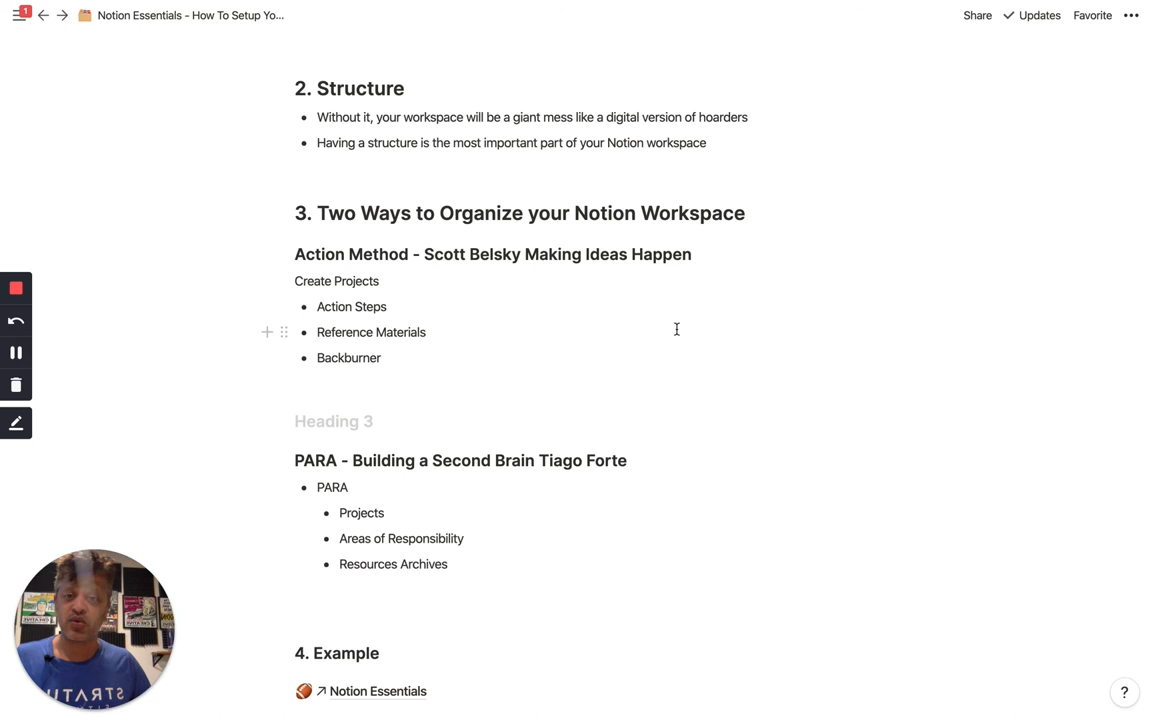 1
Notion Essentials - How To Setup Yo...
Share
Updates
Favorite
2. Structure
Without it, your workspace will be a giant mess like a digital version of hoarders
Having a structure is the most important part of your Notion workspace
3. Two Ways to Organize your Notion Workspace
Action Method - Scott Belsky Making Ideas Happen
Create Projects
Action Steps
Reference Materials
Backburner
Heading 3
PARA - Building a Second Brain Tiago Forte
PARA
Projects
Areas of Responsibility
Resources Archives
4. Example
Notion Essentials
?